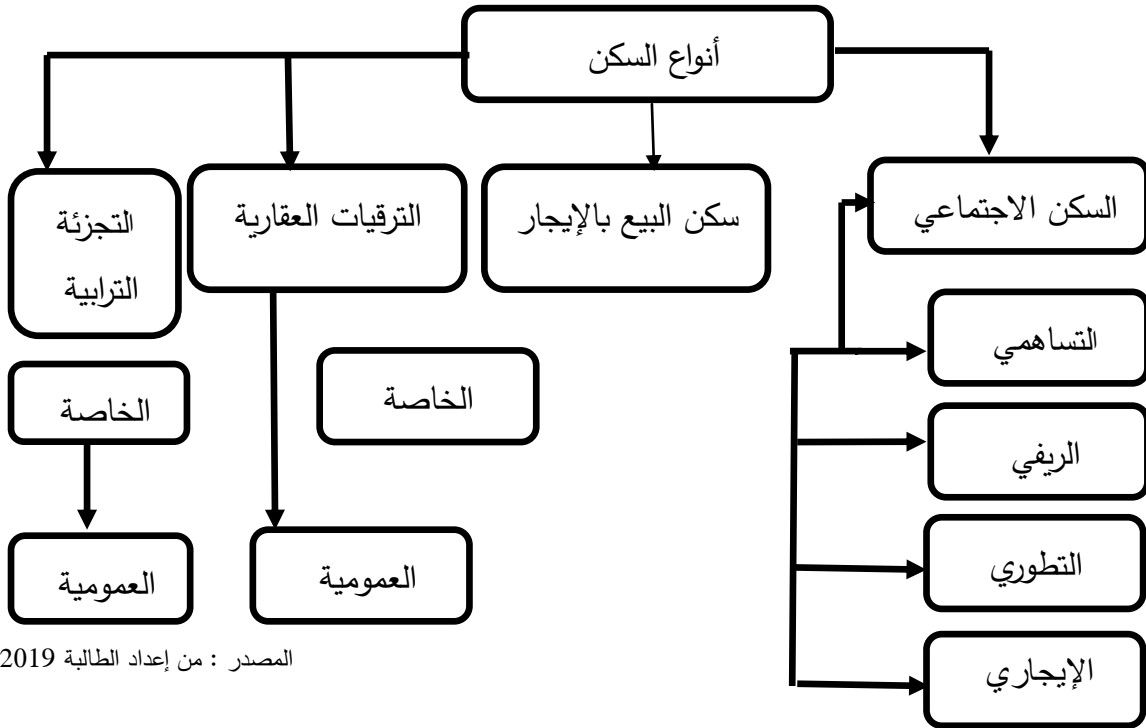 أنواع السكن
السكن الاجتماعي
سكن البيع بالإيجار
الترقيات العقارية
التجزئة
الترابية
التساهمي
الخاصة
الخاصة
الريفي
التطوري
العمومية
العمومية
الإيجاري
المصدر : من إعداد الطالبة 2019